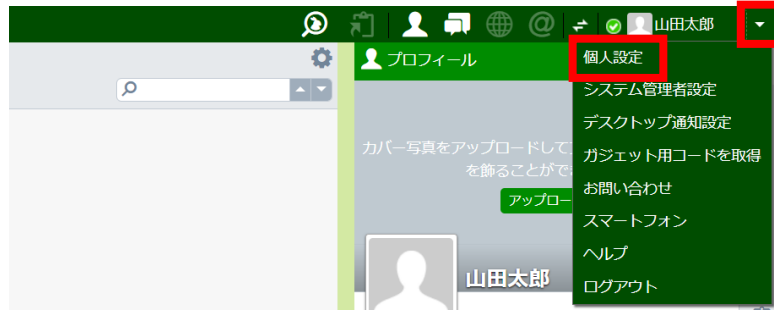 山田太郎
プロフィール
カバー写真をアップロードして
を飾ることができ
アップロー
山田太郎
個人設定
システム管理者設定
デスクトップ通知設定
ガジェット用コードを取得
お問い合わせ
スマートフォン
ヘルプ
ログアウト